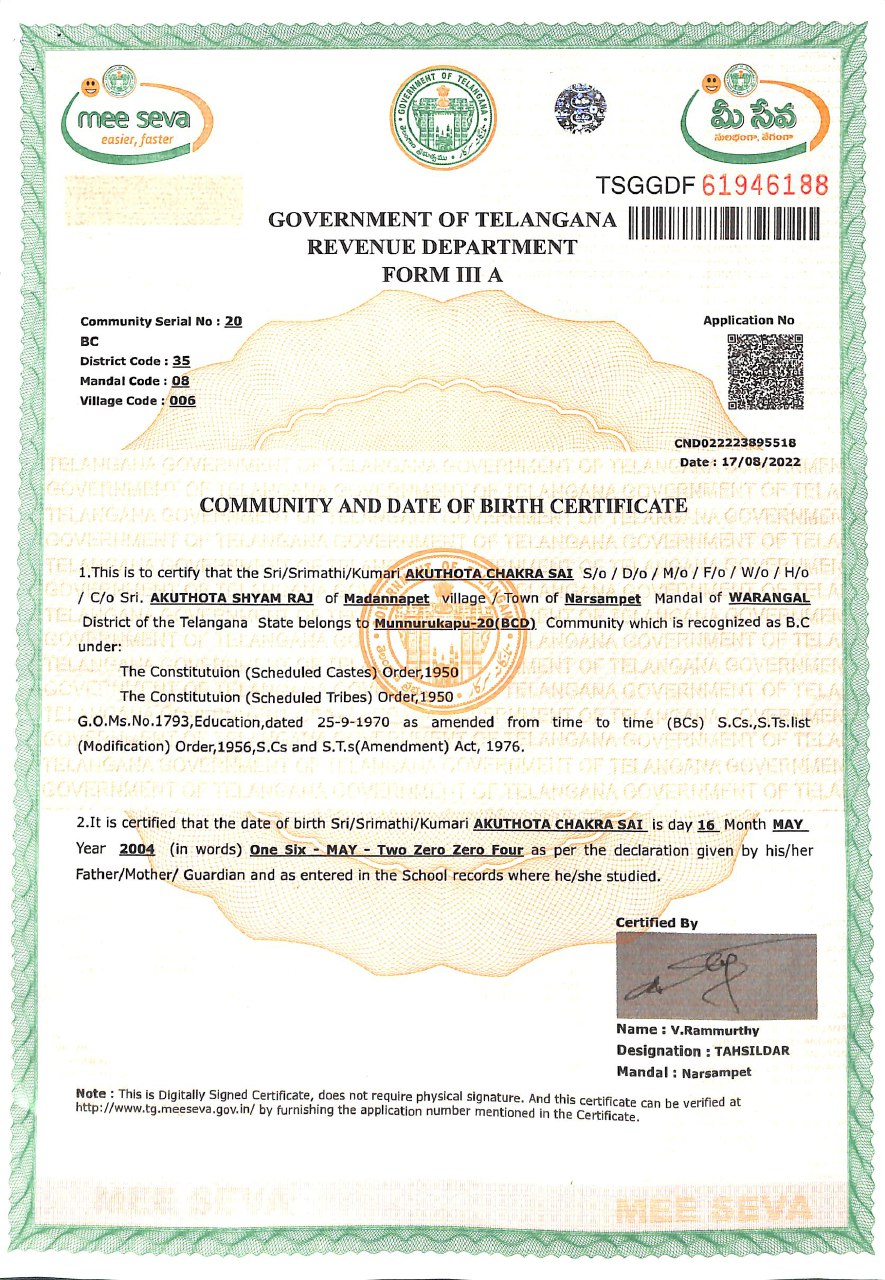 mee seva
easier, faster
GOVERNMENT OF TELANGANA
మీ సేవ
సులభంగా, వేగంగా
TSGGDF 61946188
GOVERNMENT OF TELANGANA
REVENUE DEPARTMENT
FORM III A
Community Serial No : 20
BC
District Code : 35
Mandal Code : 08
Village Code : 006
Application No
CND022223895518
Date : 17/08/2022
COMMUNITY AND DATE OF BIRTH CERTIFICATE
1.This is to certify that the Sri/Srimathi/Kumari AKUTHOTA CHAKRA SAI S/o / D/o / M/o / F/o / W/o / H/o
/ C/o Sri. AKUTHOTA SHYAM RAJ of Madannapet village / Town of Narsampet Mandal of WARANGAL
District of the Telangana State belongs to Munnurukapu-20(BCD) Community which is recognized as B.C
under:
The Constitutuion (Scheduled Castes) Order,1950
The Constitutuion (Scheduled Tribes) Order,1950
G.O.Ms.No.1793,Education,dated 25-9-1970 as amended from time to time (BCs) S.Cs.,S.Ts.list
(Modification) Order,1956,S.Cs and S.T.s(Amendment) Act, 1976.
2.It is certified that the date of birth Sri/Srimathi/Kumari AKUTHOTA CHAKRA SAI is day 16 Month MAY
Year 2004 (in words) One Six - MAY - Two Zero Zero Four as per the declaration given by his/her
Father/Mother/ Guardian and as entered in the School records where he/she studied.
Certified By
Name : V.Rammurthy
Designation : TAHSILDAR
Mandal : Narsampet
Note : This is Digitally Signed Certificate, does not require physical signature. And this certificate can be verified at
http://www.tg.meeseva.gov.in/ by furnishing the application number mentioned in the Certificate.
MEE SEVA
MEE SEVA